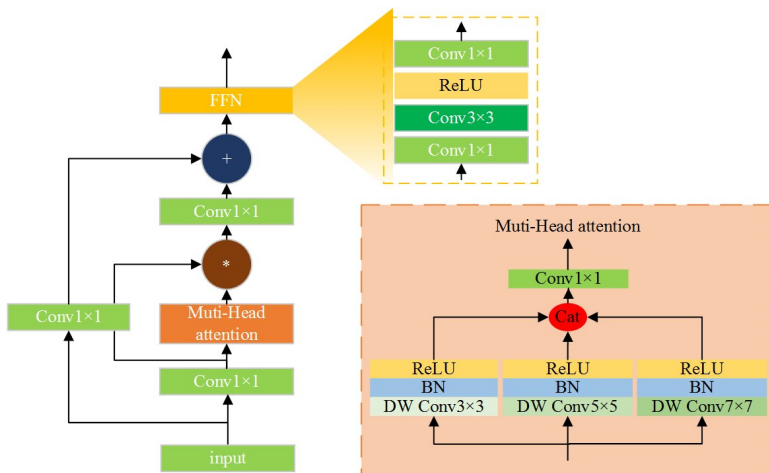 FFN
+
Conv1×1
*
Conv1×1
Muti-Head
attention
Conv1×1
input
Conv1×1
ReLU
Conv3×3
Conv1×1
Muti-Head attention
Conv1×1
Cat
ReLU
ReLU
ReLU
BN
BN
BN
DW Conv3×3
DW Conv5×5
DW Conv7×7